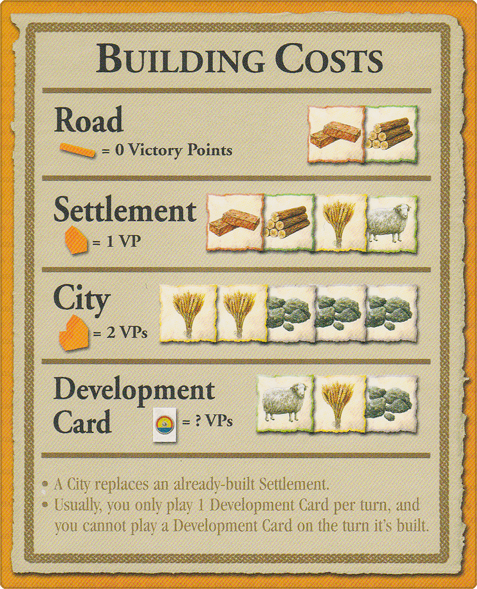 BUILDING COSTS
Road
= 0 Victory Points
Settlement
= 1 VP
City
= 2 VPs
Development
Card
= ? VPs
• A City replaces an already-built Settlement.
• Usually, you only play 1 Development Card per turn, and
you cannot play a Development Card on the turn it's built.